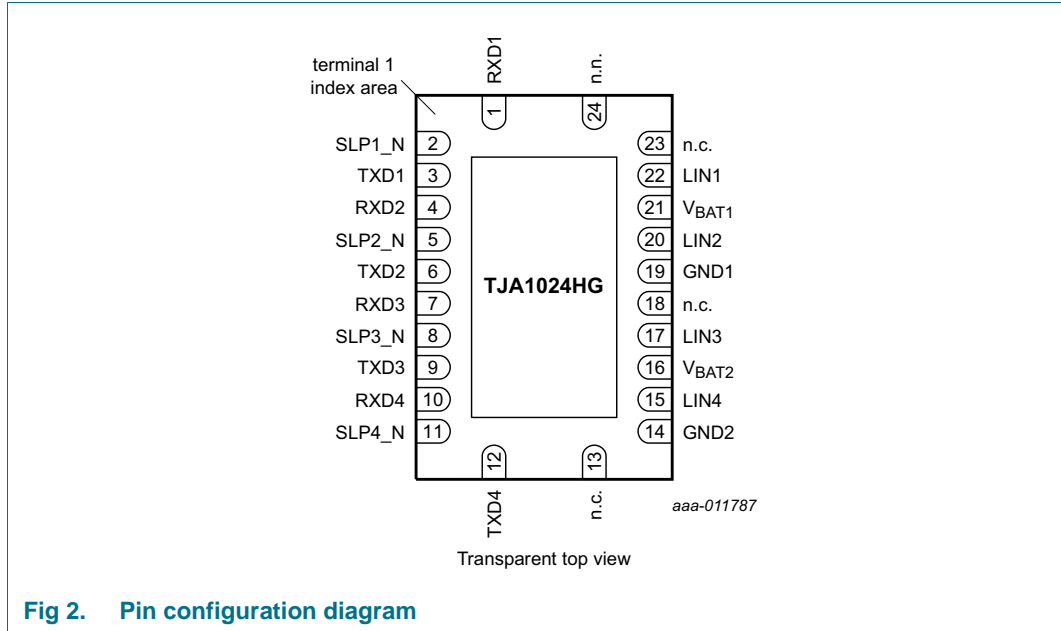 terminal 1
index area
RXD1
n.n.
1
24
SLP1_N 2
TXD1 3
RXD2 4
SLP2_N 5
TXD2 6
RXD3 7
SLP3_N 8
TXD3 9
RXD4 10
SLP4_N 11
TJA1024HG
23 n.c.
22 LIN1
21 VBAT1
20 LIN2
19 GND1
18 n.c.
17 LIN3
16 VBAT2
15 LIN4
14 GND2
12
13
TXD4
n.c.
aaa-011787
Transparent top view
Fig 2. Pin configuration diagram